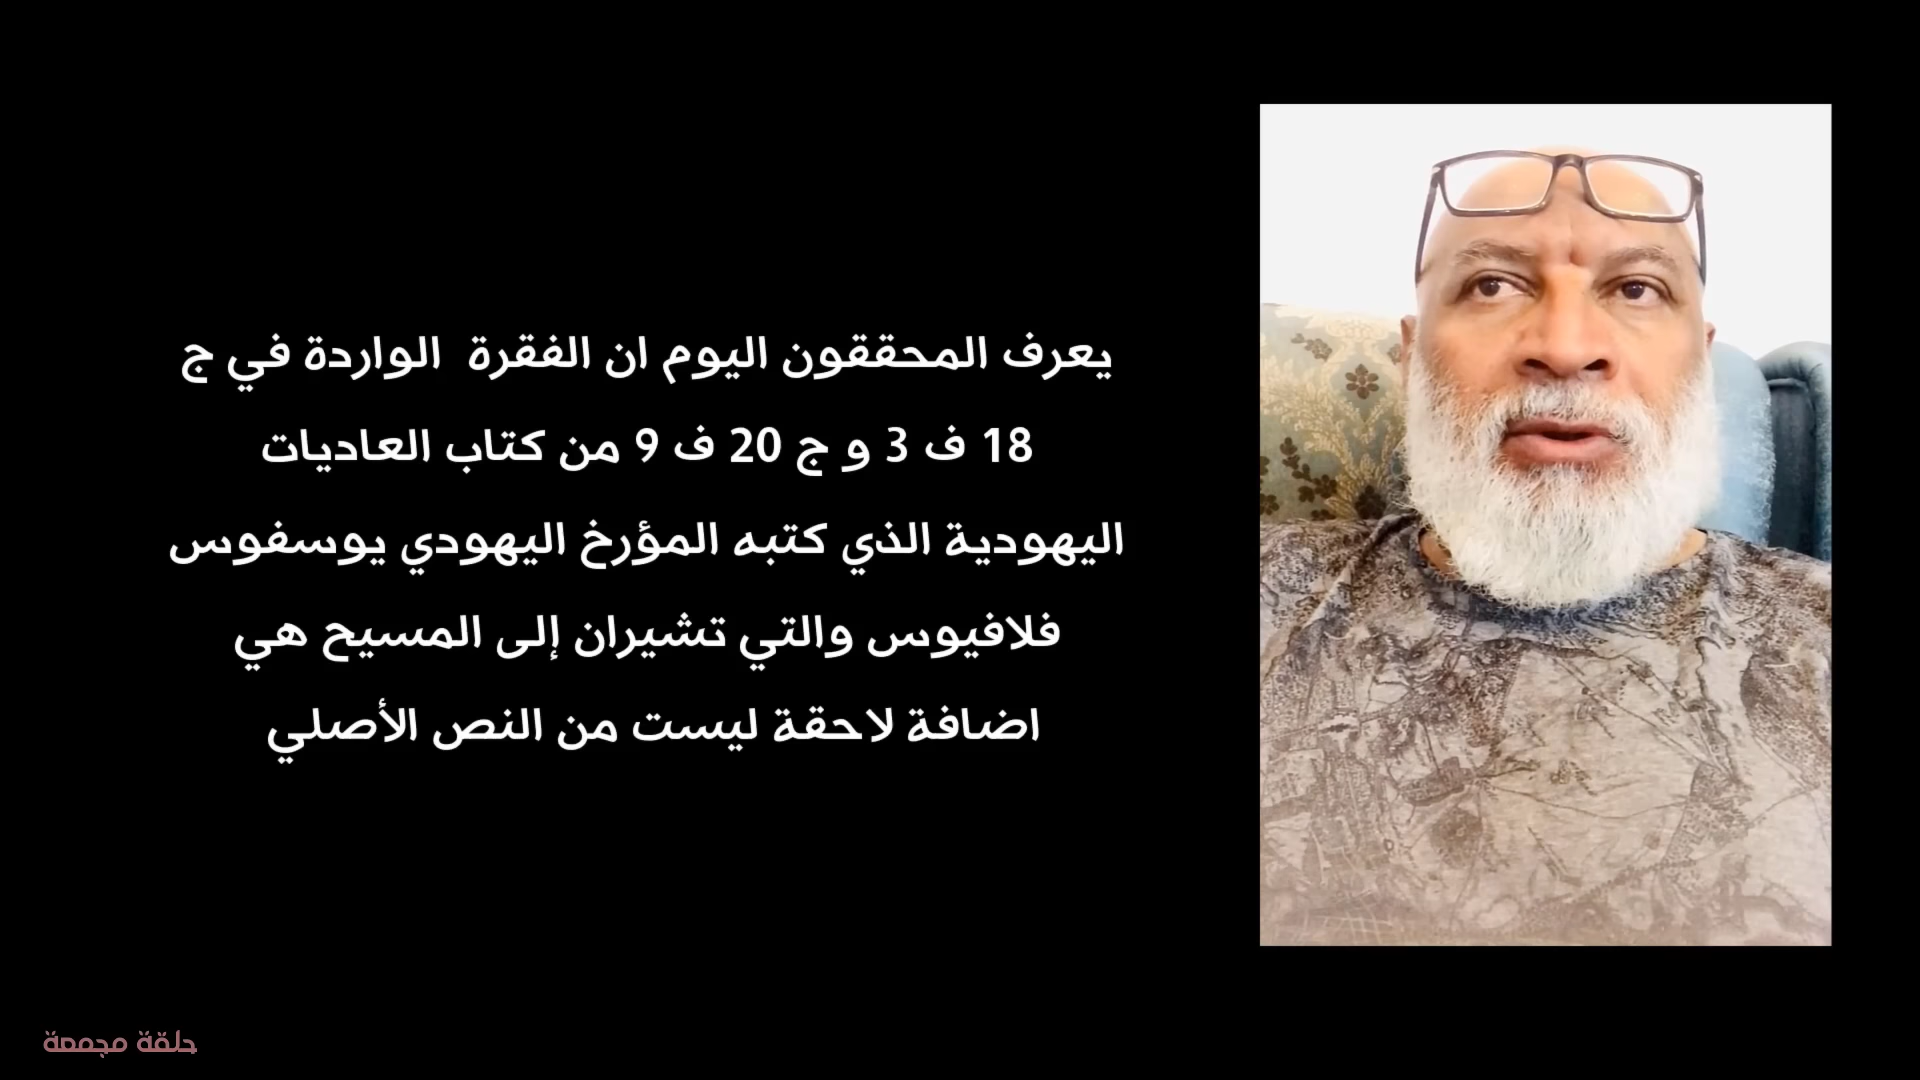 يعرف المحققون اليوم ان الفقرة الواردة في ج
18 ف 3 و ج 20 ف 9 من كتاب العاديات
اليهودية الذي كتبه المؤرخ اليهودي يوسفوس
فلافيوس والتي تشيران إلى المسيح هي
اضافة لاحقة ليست من النص الأصلي
حلقة مجمعة